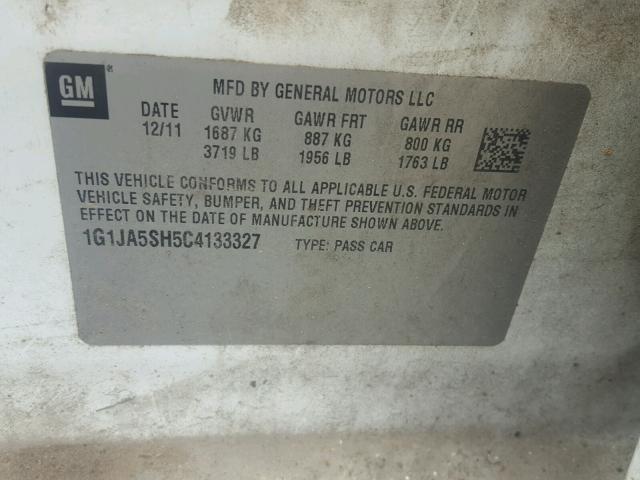 GM ®
MFD BY GENERAL MOTORS LLC
DATE GVWR GAWR FRT GAWR RR
12/11 1687 KG 887 KG 800 KG
3719 LB 1956 LB 1763 LB
THIS VEHICLE CONFORMS TO ALL APPLICABLE U.S. FEDERAL MOTOR
VEHICLE SAFETY, BUMPER, AND THEFT PREVENTION STANDARDS IN
EFFECT ON THE DATE OF MANUFACTURE SHOWN ABOVE.
1G1JA5SH5C4133327 TYPE: PASS CAR